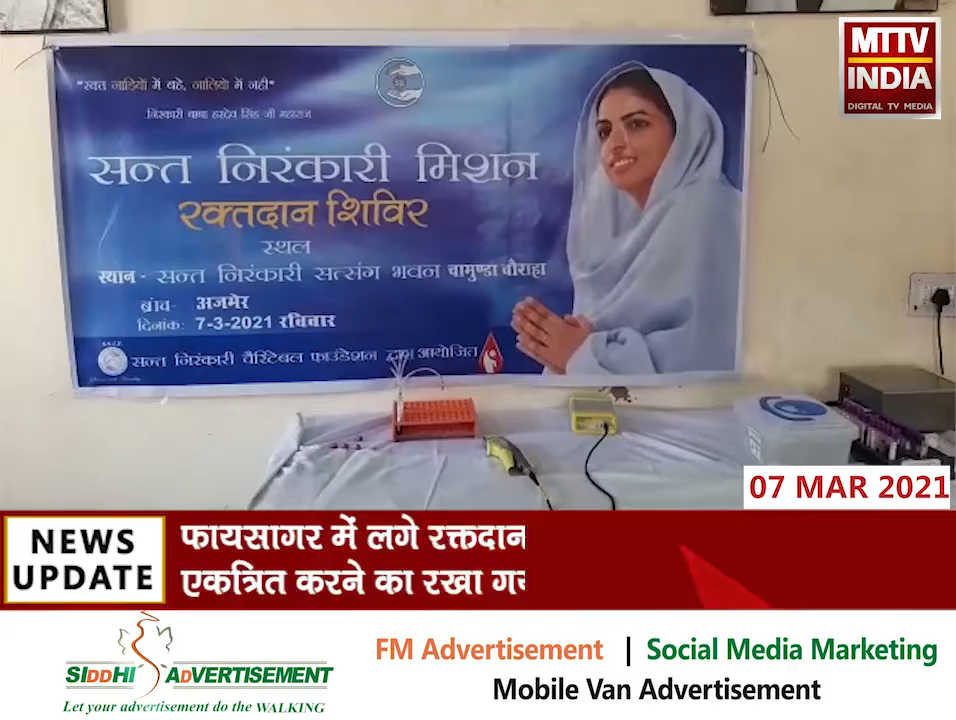 MTTV
INDIA
DIGITAL TV MEDIA
"रक्त नाड़ियों में बहे, नालियों में नहीं"
निरंकारी बाबा हरदेव सिंह जी महाराज
सन्त निरंकारी मिशन
रक्तदान शिविर
स्थल
स्थान - सन्त निरंकारी सत्संग भवन चामुण्डा चौराहा
ब्रांच- अजमेर
दिनांक: 7-3-2021 रविबार
सन्त निरंकारी चैरिटेबल फाउंडेशन द्वारा आयोजित
07 MAR 2021
NEWS
UPDATE
फायसागर में लगे रक्तदान
एकत्रित करने का रखा
SIDDHI ADVERTISEMENT
Let your advertisement do the WALKING
FM Advertisement | Social Media Marketing
Mobile Van Advertisement